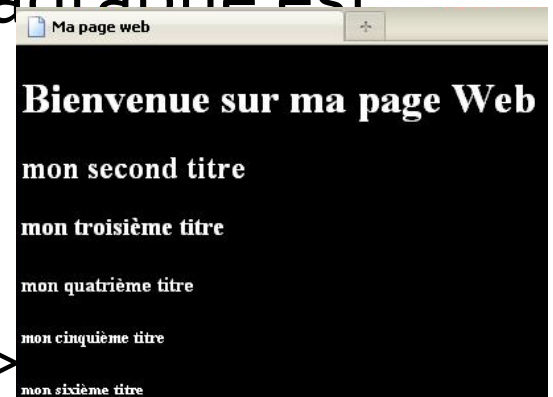 est
Ma page web
Bienvenue sur ma page Web
mon second titre
mon troisième titre
mon quatrième titre
mon cinquième titre
>
mon sixième titre